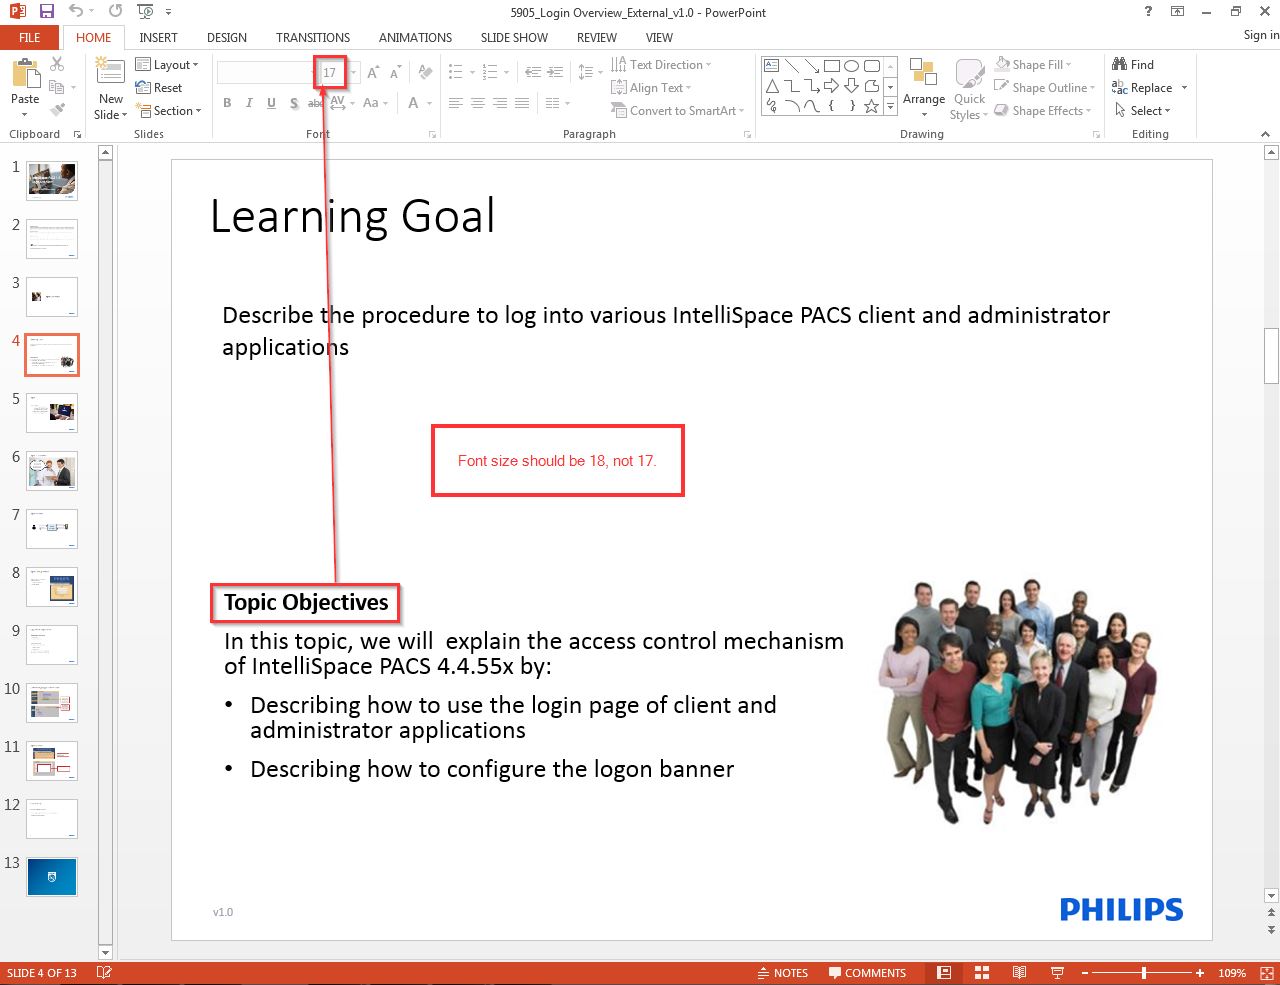 5905_Login Overview_External_v1.0 - PowerPoint
FILE HOME INSERT DESIGN TRANSITIONS ANIMATIONS SLIDE SHOW REVIEW VIEW Sign in
Paste
New Slide
Layout
Reset
Section
17
B I U S abc AV Aa A
Text Direction
Align Text
Convert to SmartArt
Arrange
Quick Styles
Shape Fill
Shape Outline
Shape Effects
Find
Replace
Select
Clipboard Slides Font Paragraph Drawing Editing
1
2
3
4
5
6
7
8
9
10
11
12
13
Learning Goal
Describe the procedure to log into various IntelliSpace PACS client and administrator
applications
Font size should be 18, not 17.
Topic Objectives
In this topic, we will explain the access control mechanism
of IntelliSpace PACS 4.4.55x by:
• Describing how to use the login page of client and
administrator applications
• Describing how to configure the logon banner
v1.0
PHILIPS
SLIDE 4 OF 13 NOTES COMMENTS 109%